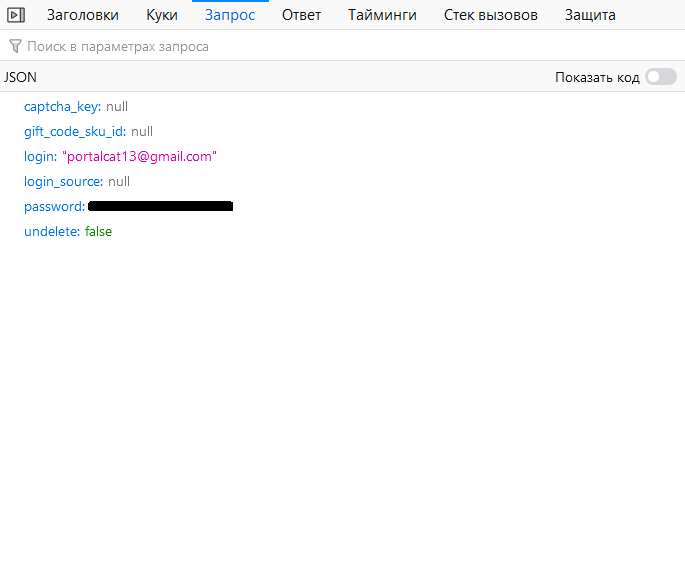 Заголовки Куки Запрос Ответ Тайминги Стек вызовов Защита
Поиск в параметрах запроса
JSON Показать код
captcha_key: null
gift_code_sku_id: null
login: "portalcat13@gmail.com"
login_source: null
password:
undelete: false